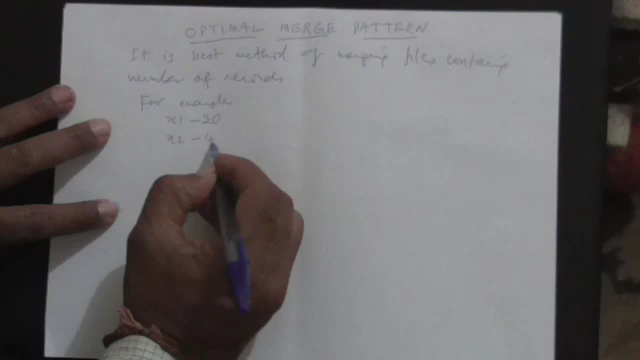 OPTIMAL MERGE PATTERN
It is best method of merging files containing
number of records.
For example
x1 - 20
x2 - 4